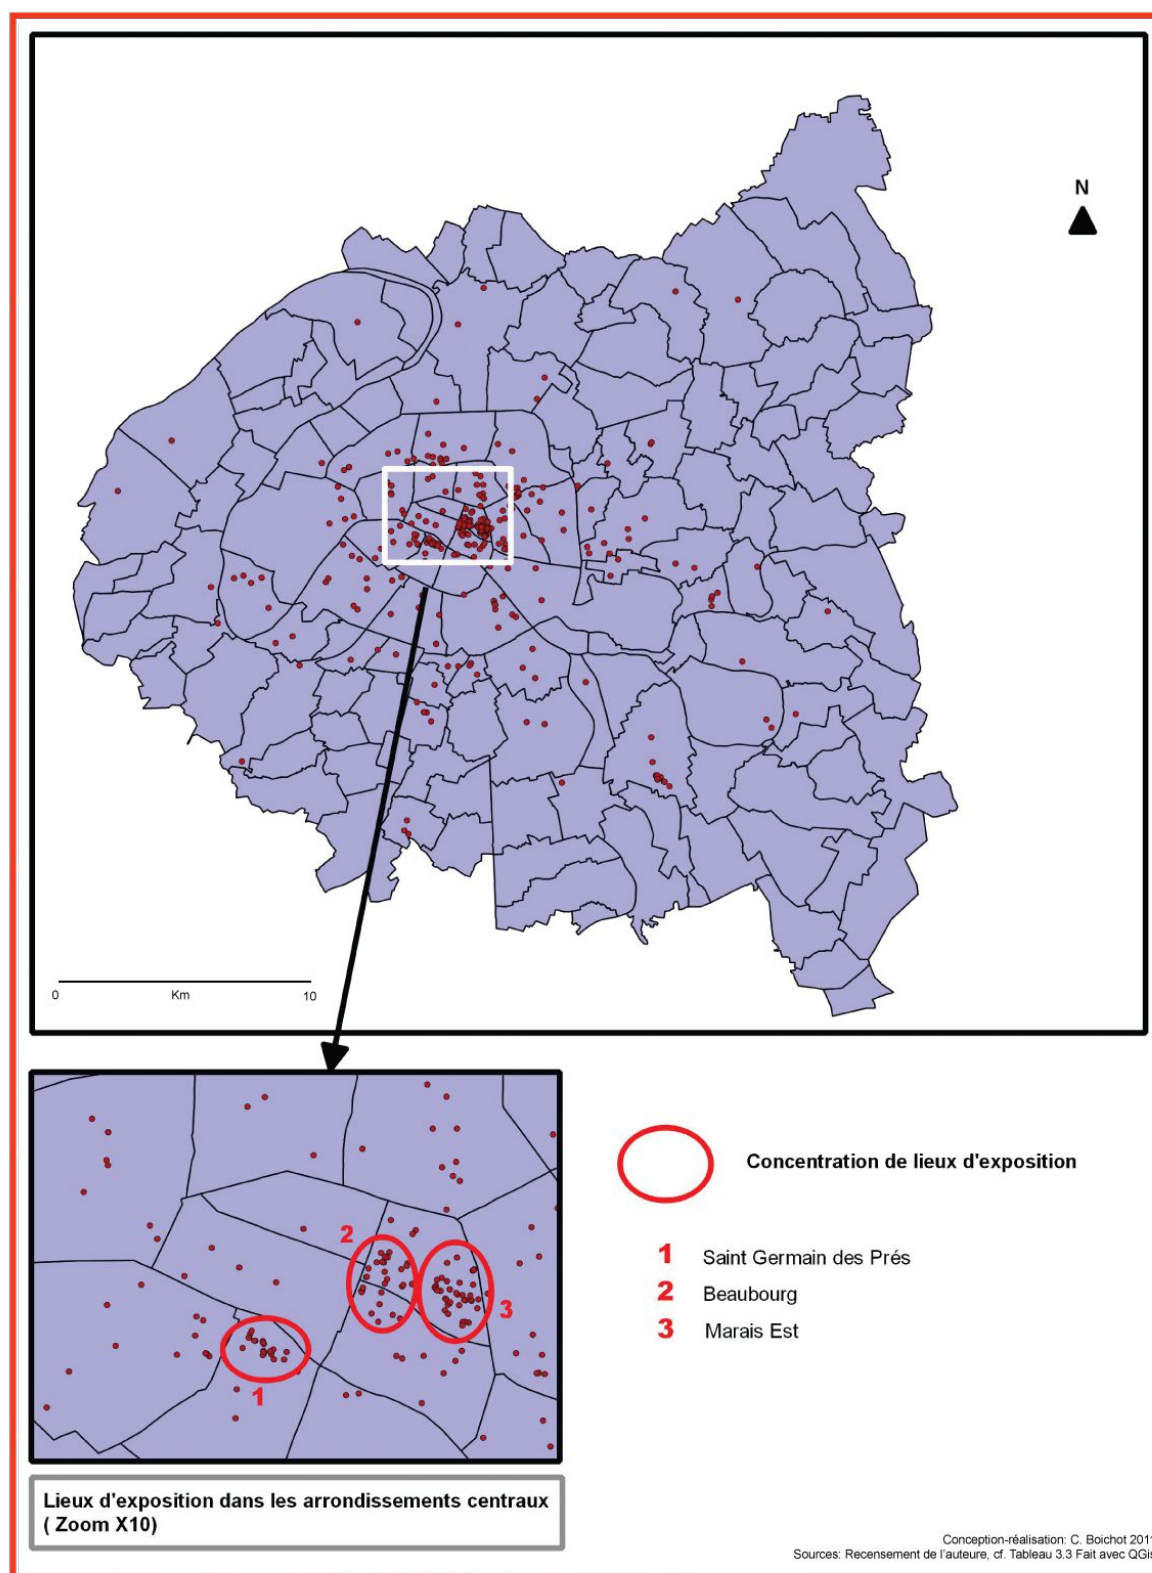 N
0 Km 10
2
3
1
Concentration de lieux d'exposition
1 Saint Germain des Prés
2 Beaubourg
3 Marais Est
Lieux d'exposition dans les arrondissements centraux
( Zoom X10)
Conception-réalisation: C. Boichot 2011
Sources: Recensement de l'auteure, cf. Tableau 3.3 Fait avec QGis